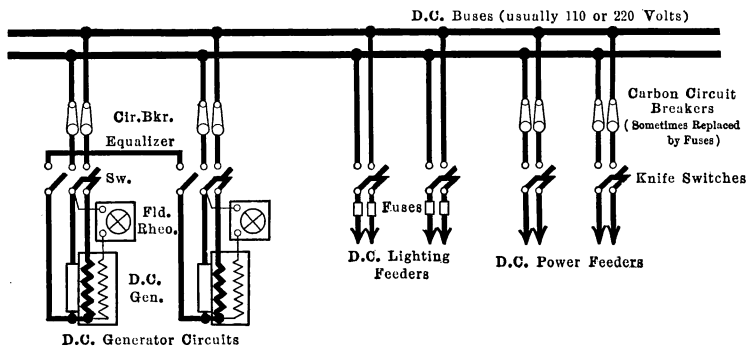 D.C. Buses (usually 110 or 220 Volts)
Cir.Bkr.
Equalizer
Carbon Circuit
Breakers
(Sometimes Replaced
by Fuses)
Sw.
Knife Switches
Fld.
Rheo.
Fuses
D.C. Lighting
Feeders
D.C. Power Feeders
D.C.
Gen.
D.C. Generator Circuits